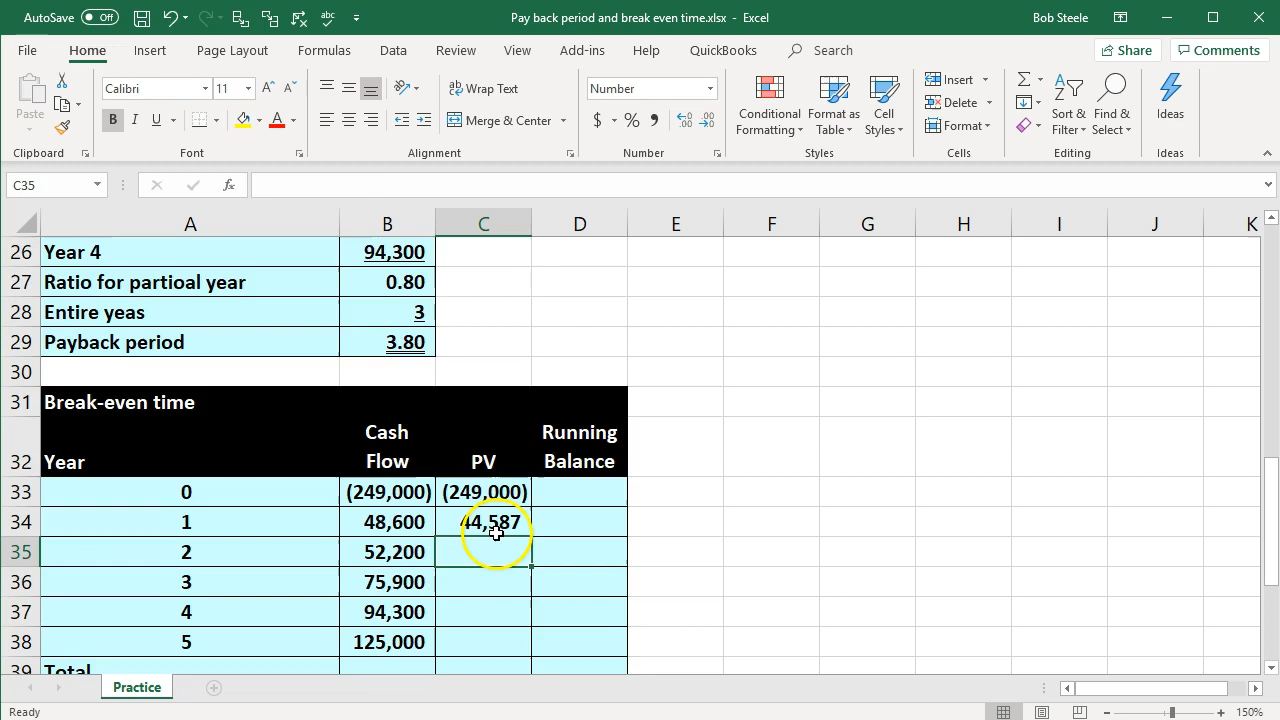 AutoSave Off Pay back period and break even time.xlsx - Excel Bob Steele
File Home Insert Page Layout Formulas Data Review View Add-ins Help QuickBooks Search Share Comments
Paste Calibri 11 A A Wrap Text Number Conditional Formatting Format as Table Cell Styles Insert Sort & Filter Find & Select Ideas
B I U A Merge & Center $ % Delete Format
Clipboard Font Alignment Number Styles Cells Editing Ideas
C35 fx
A B C D E F G H I J K
26 Year 4 94,300
27 Ratio for partioal year 0.80
28 Entire yeas 3
29 Payback period 3.80
30
31 Break-even time
32 Year Cash Flow PV Running Balance
33 0 (249,000) (249,000)
34 1 48,600 44,587
35 2 52,200
36 3 75,900
37 4 94,300
38 5 125,000
39 Total
Practice
Ready 150%